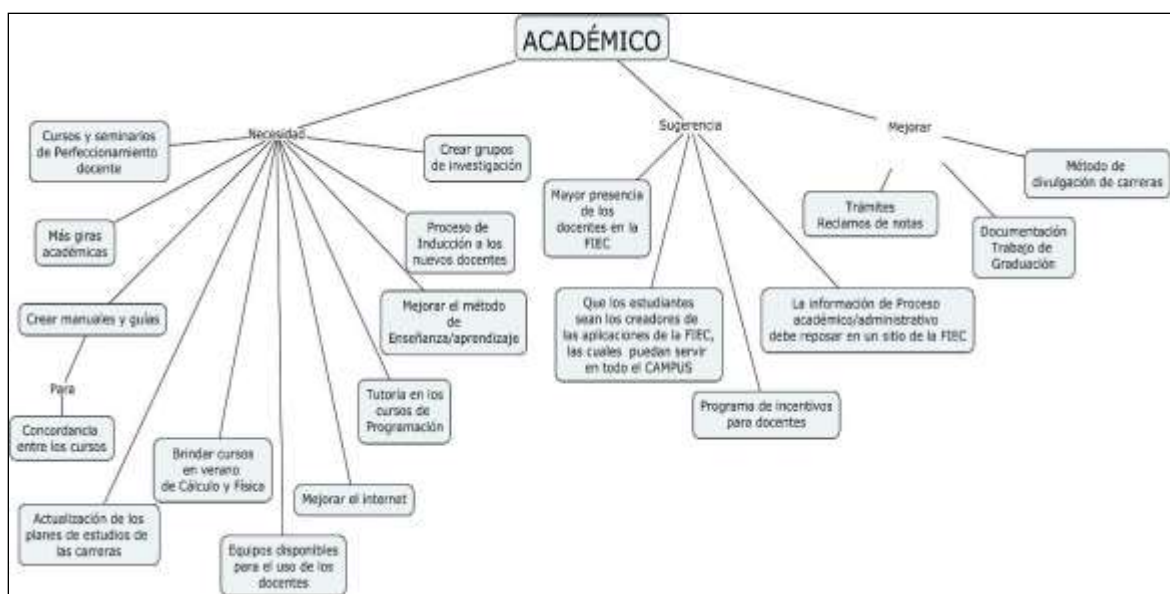 ACADÉMICO
Necesidad
Cursos y seminarios
de Perfeccionamiento
docente
Más giras
académicas
Crear manuales y guías
Para
Concordancia
entre los cursos
Actualización de los
planes de estudios de
las carreras
Brindar cursos
en verano
de Cálculo y Física
Equipos disponibles
para el uso de los
docentes
Mejorar el internet
Tutoría en los
cursos de
Programación
Mejorar el método
de
Enseñanza/aprendizaje
Proceso de
Inducción a los
nuevos docentes
Crear grupos
de investigación
Sugerencia
Mayor presencia
de los
docentes en la
FIEC
Que los estudiantes
sean los creadores de
las aplicaciones de la FIEC,
las cuales puedan servir
en todo el CAMPUS
Programa de incentivos
para docentes
La información de Proceso
académico/administrativo
debe reposar en un sitio de la FIEC
Mejorar
Trámites
Reclamos de notas
Documentación
Trabajo de
Graduación
Método de
divulgación de carreras